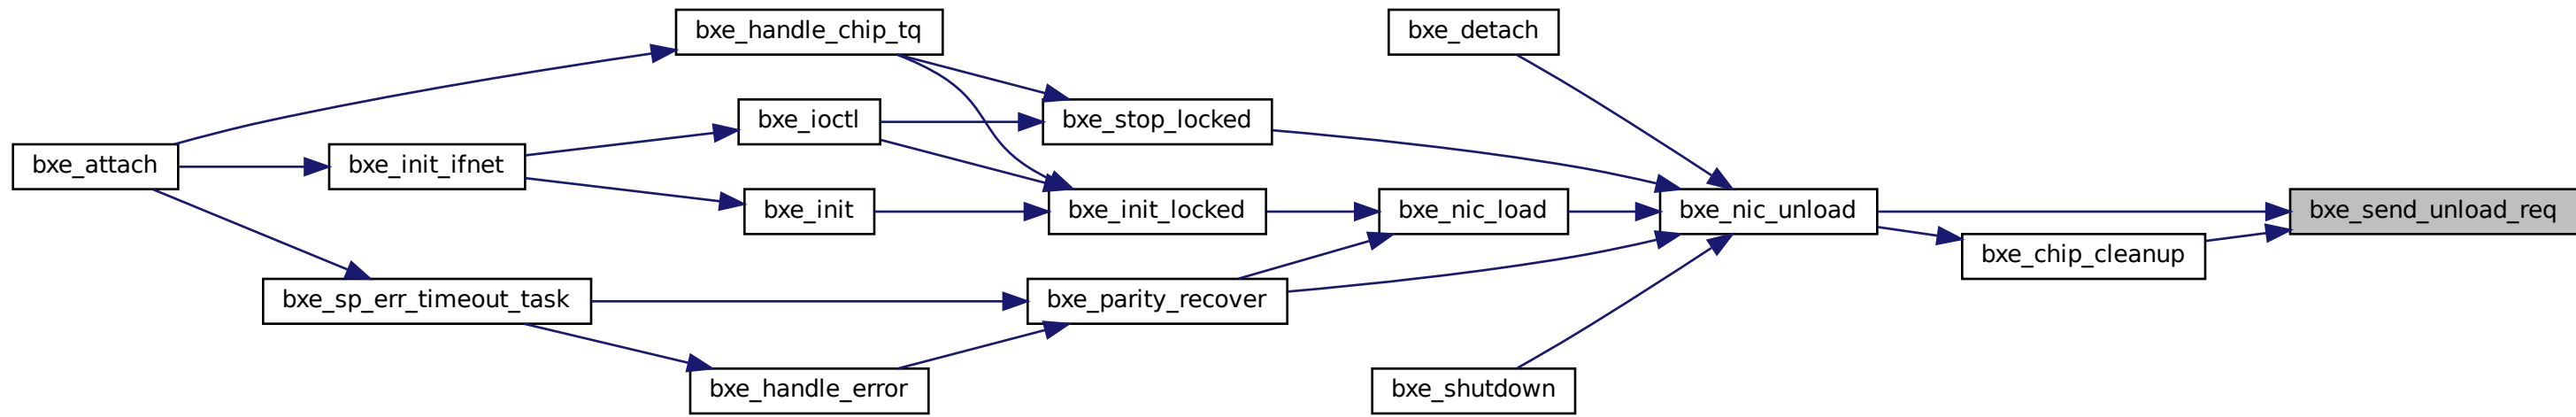 bxe_handle_chip_tq
bxe_detach
bxe_ioctl
bxe_stop_locked
bxe_attach
bxe_init_ifnet
bxe_init
bxe_init_locked
bxe_nic_load
bxe_nic_unload
bxe_send_unload_req
bxe_chip_cleanup
bxe_sp_err_timeout_task
bxe_parity_recover
bxe_handle_error
bxe_shutdown